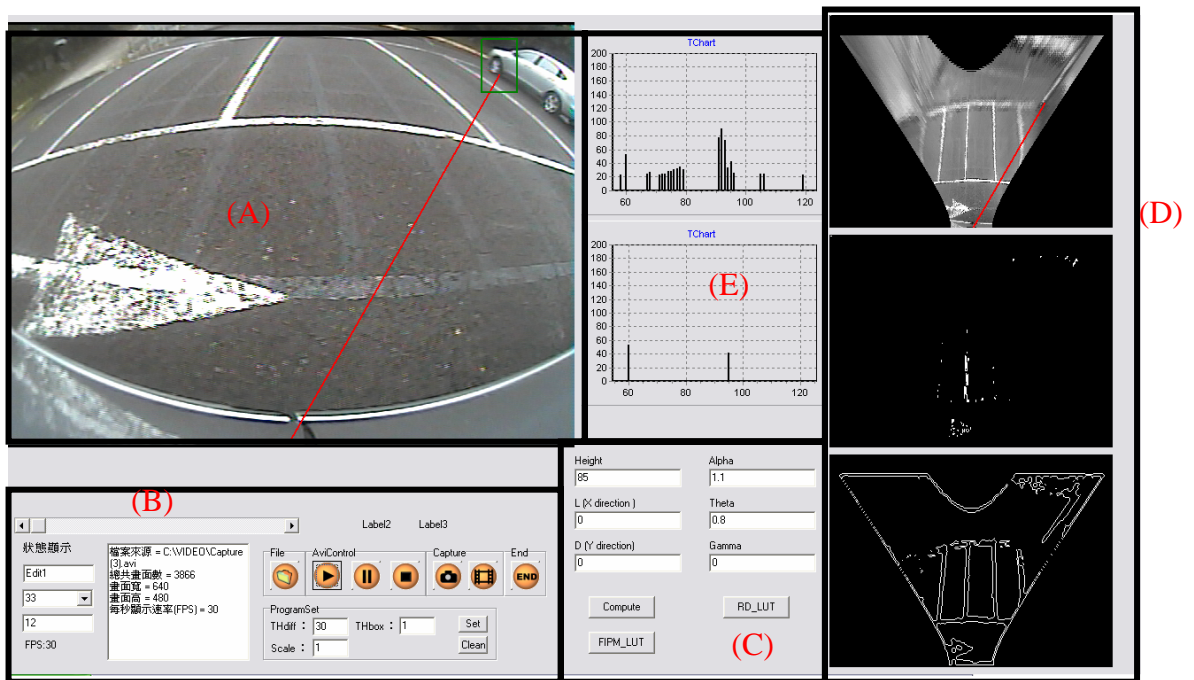 (A)
TChart
200
180
160
140
120
100
80
60
40
20
0
60 80 100 120
TChart
200
180
160
140
120
100
80
60
40
20
0
60 80 100 120
(E)
(D)
(B)
Label2 Label3
狀態顯示
Edit1
33
12
FPS:30
檔案來源 = C:\VIDEO\Capture
(3).avi
總共畫面數 = 3866
畫面寬 = 640
畫面高 = 480
每秒顯示速率(FPS) = 30
File AviControl Capture End
END
ProgramSet
THdiff : 30 THbox : 1 Set
Scale : 1 Clean
Height Alpha
85 1.1
L (X direction ) Theta
0 0.8
D (Y direction) Gamma
0 0
Compute RD_LUT
FIPM_LUT
(C)